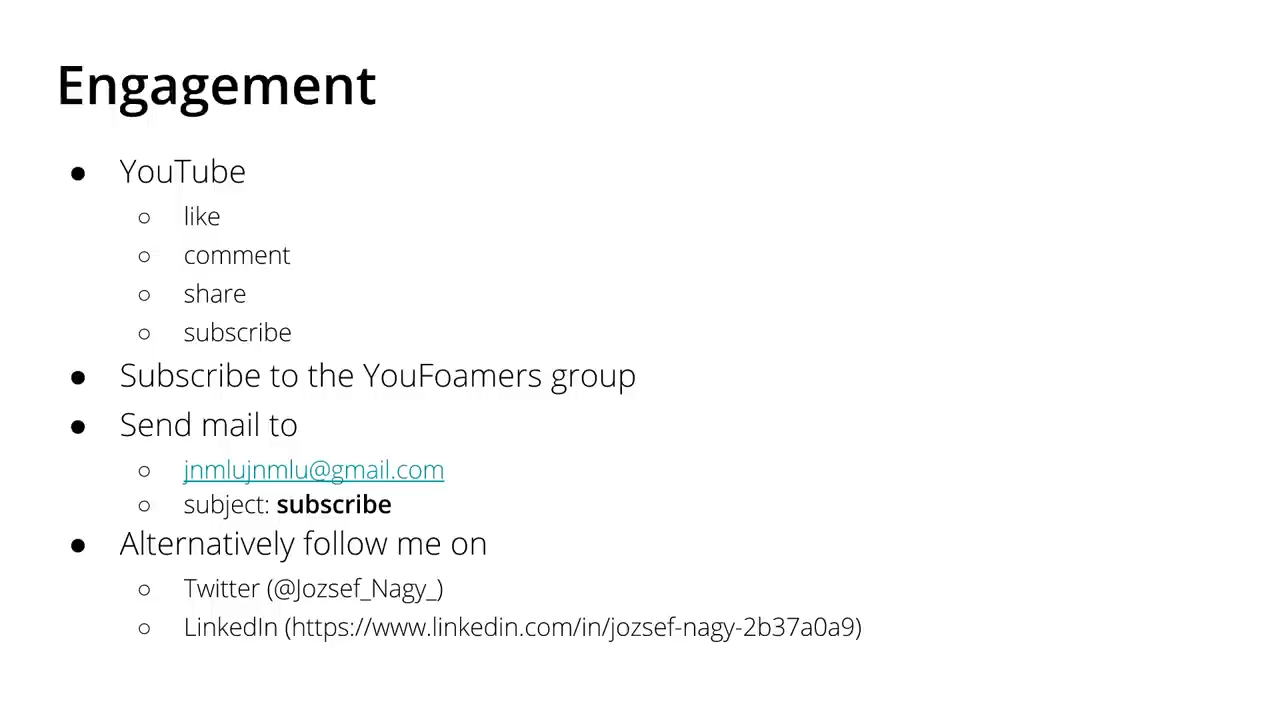 Engagement
● YouTube
○ like
○ comment
○ share
○ subscribe
● Subscribe to the YouFoamers group
● Send mail to
○ jnmlujnmlu@gmail.com
○ subject: subscribe
● Alternatively follow me on
○ Twitter (@Jozsef_Nagy_)
○ LinkedIn (https://www.linkedin.com/in/jozsef-nagy-2b37a0a9)